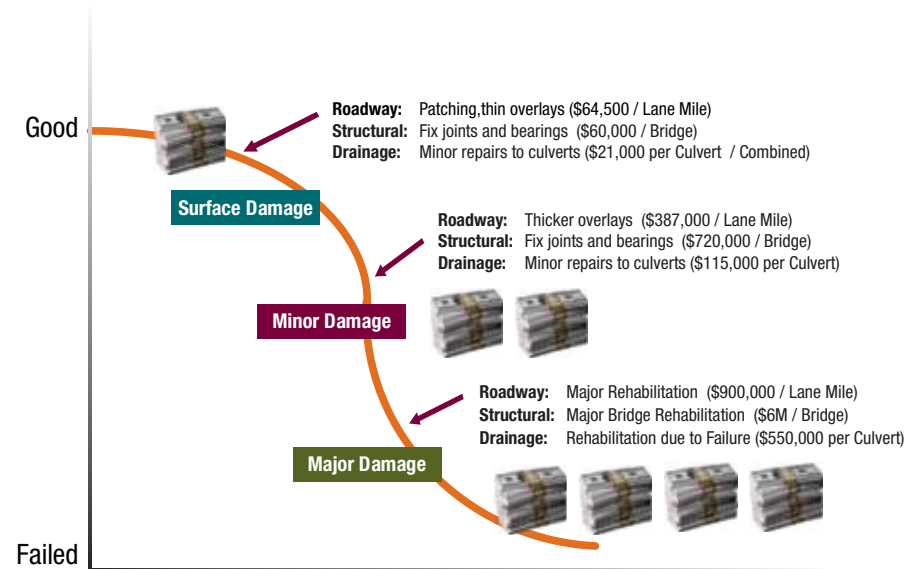 Good
Roadway: Patching,thin overlays ($64,500 / Lane Mile)
Structural: Fix joints and bearings ($60,000 / Bridge)
Drainage: Minor repairs to culverts ($21,000 per Culvert / Combined)
Surface Damage
Roadway: Thicker overlays ($387,000 / Lane Mile)
Structural: Fix joints and bearings ($720,000 / Bridge)
Drainage: Minor repairs to culverts ($115,000 per Culvert)
Minor Damage
Roadway: Major Rehabilitation ($900,000 / Lane Mile)
Structural: Major Bridge Rehabilitation ($6M / Bridge)
Drainage: Rehabilitation due to Failure ($550,000 per Culvert)
Major Damage
Failed